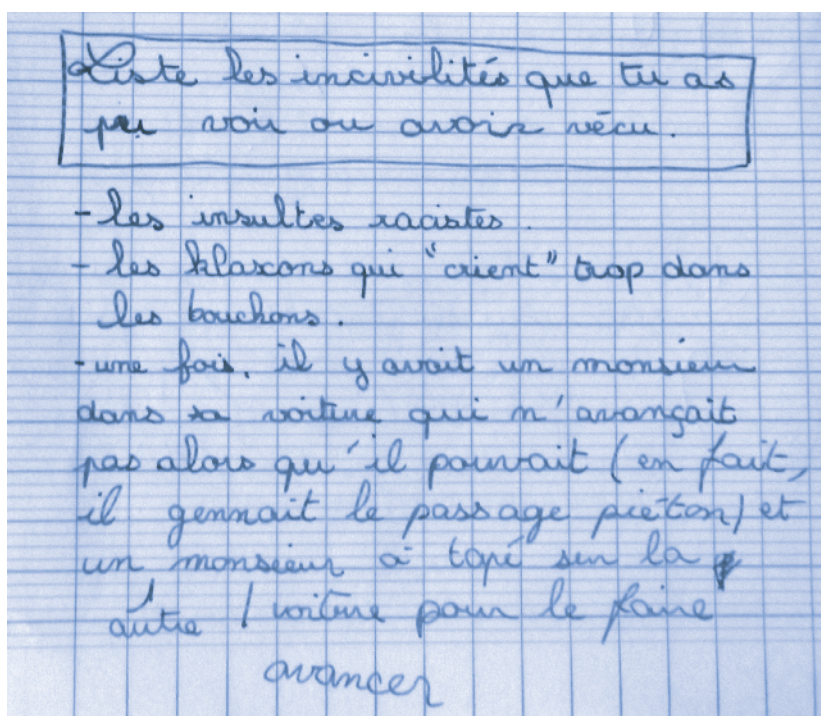 Liste les incivilités que tu as
pu voir ou avoir vécu.
- les insultes racistes.
- les klaxons qui "crient" trop dans
les bouchons.
- une fois, il y avait un monsieur
dans sa voiture qui n'avançait
pas alors qu'il pouvait (en fait,
il gennait le passage piéton) et
un monsieur à topé sur la
autre / voiture pour le faire
avancer